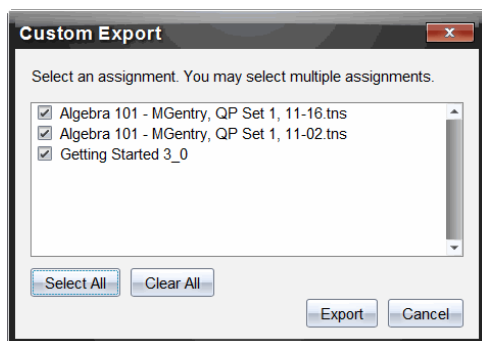 Custom Export
x
Select an assignment. You may select multiple assignments.
Algebra 101 - MGentry, QP Set 1, 11-16.tns
Algebra 101 - MGentry, QP Set 1, 11-02.tns
Getting Started 3_0
Select All Clear All
Export Cancel